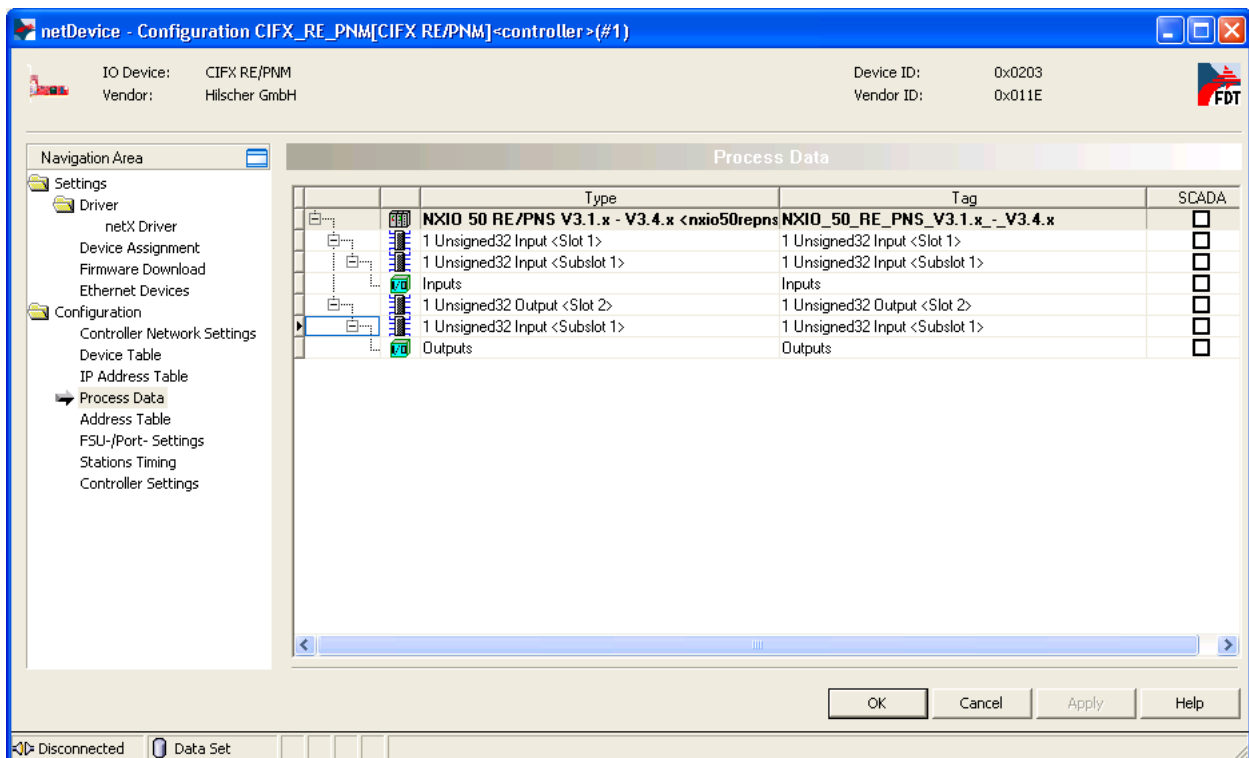 netDevice - Configuration CIFX_RE_PNM[CIFX RE/PNM]<controller>(#1)
IO Device: CIFX RE/PNM Device ID: 0x0203
Vendor: Hilscher GmbH Vendor ID: 0x011E
FDT
Navigation Area
Settings
Driver
netX Driver
Device Assignment
Firmware Download
Ethernet Devices
Configuration
Controller Network Settings
Device Table
IP Address Table
Process Data
Address Table
FSU-/Port- Settings
Stations Timing
Controller Settings
Process Data
Type Tag SCADA
NXIO 50 RE/PNS V3.1.x - V3.4.x <nxio50repns NXIO_50_RE_PNS_V3.1.x_-_V3.4.x
1 Unsigned32 Input <Slot 1> 1 Unsigned32 Input <Slot 1>
1 Unsigned32 Input <Subslot 1> 1 Unsigned32 Input <Subslot 1>
Inputs Inputs
1 Unsigned32 Output <Slot 2> 1 Unsigned32 Output <Slot 2>
1 Unsigned32 Input <Subslot 1> 1 Unsigned32 Input <Subslot 1>
Outputs Outputs
OK Cancel Apply Help
Disconnected Data Set